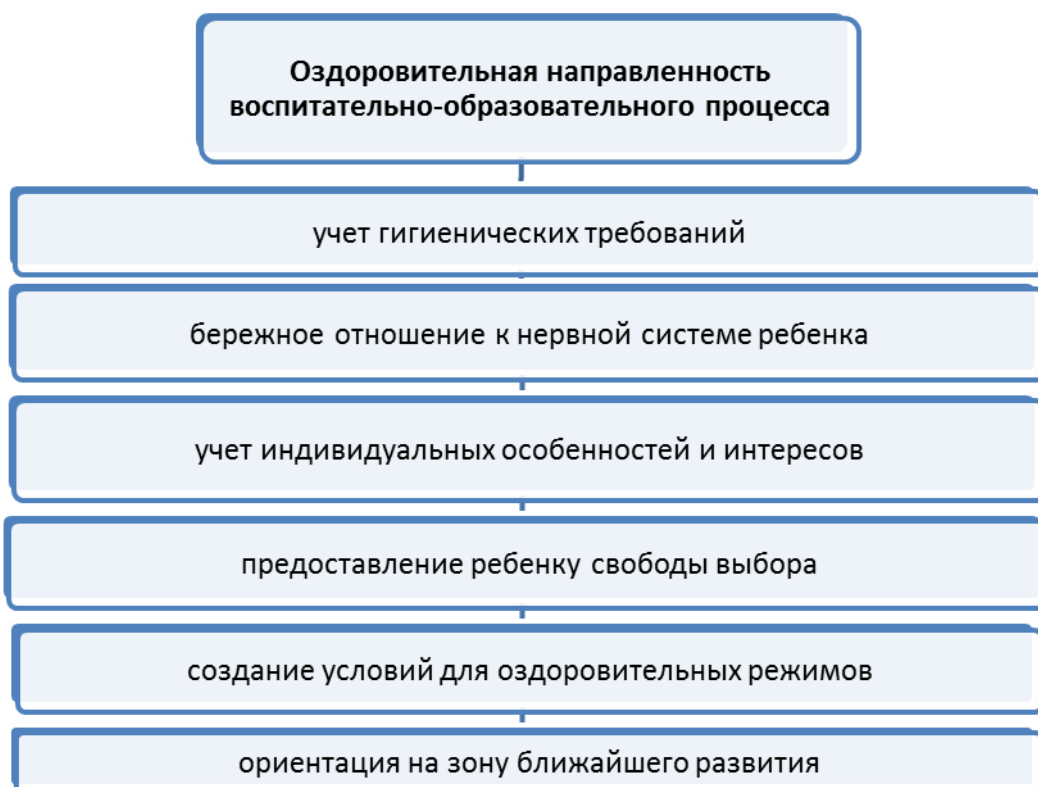 Оздоровительная направленность
воспитательно-образовательного процесса
учет гигиенических требований
бережное отношение к нервной системе ребенка
учет индивидуальных особенностей и интересов
предоставление ребенку свободы выбора
создание условий для оздоровительных режимов
ориентация на зону ближайшего развития